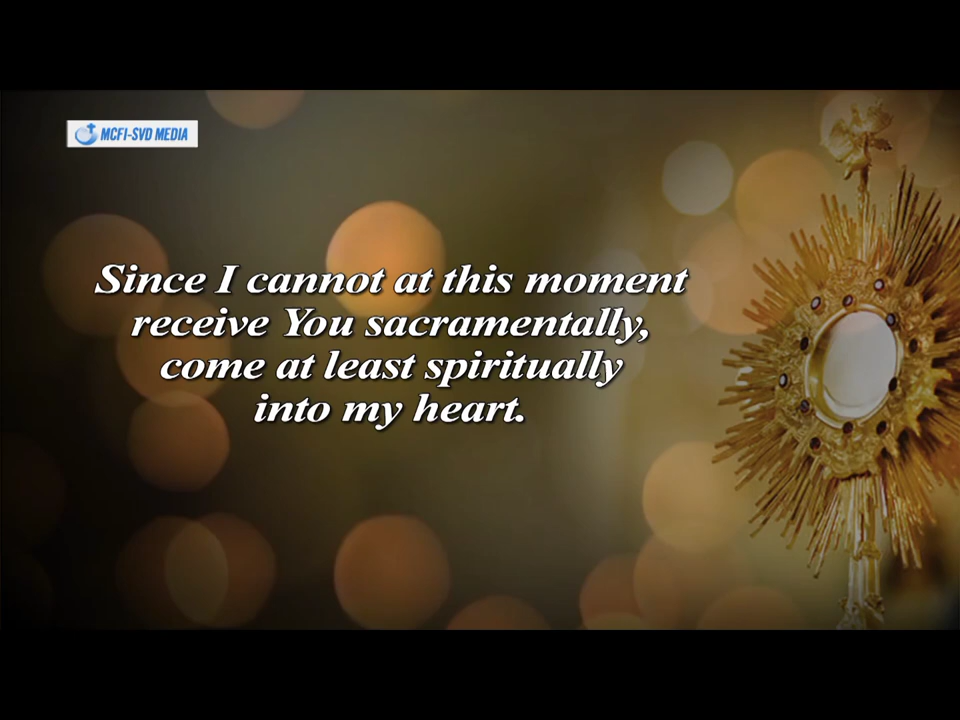 MCFI-SVD MEDIA
Since I cannot at this moment
receive You sacramentally,
come at least spiritually
into my heart.